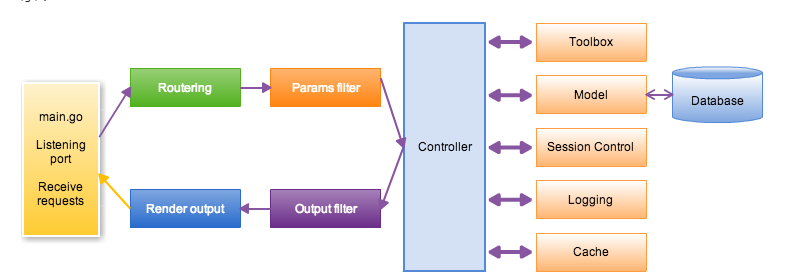 main.go
Listening
port
Receive
requests
Routering
Params filter
Render output
Output filter
Controller
Toolbox
Model
Database
Session Control
Logging
Cache